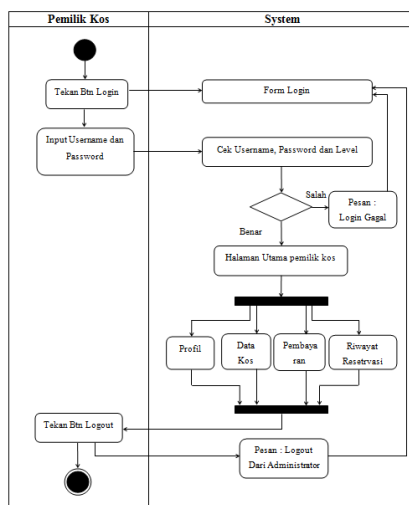 Pemilik Kos
System
Tekan Btn Login
Form Login
Input Username dan
Password
Cek Username, Password dan Level
Salah
Pesan :
Login Gagal
Benar
Halaman Utama pemilik kos
Profil
Data
Kos
Pembaya
ran
Riwayat
Resetrvasi
Tekan Btn Logout
Pesan : Logout
Dari Administrator